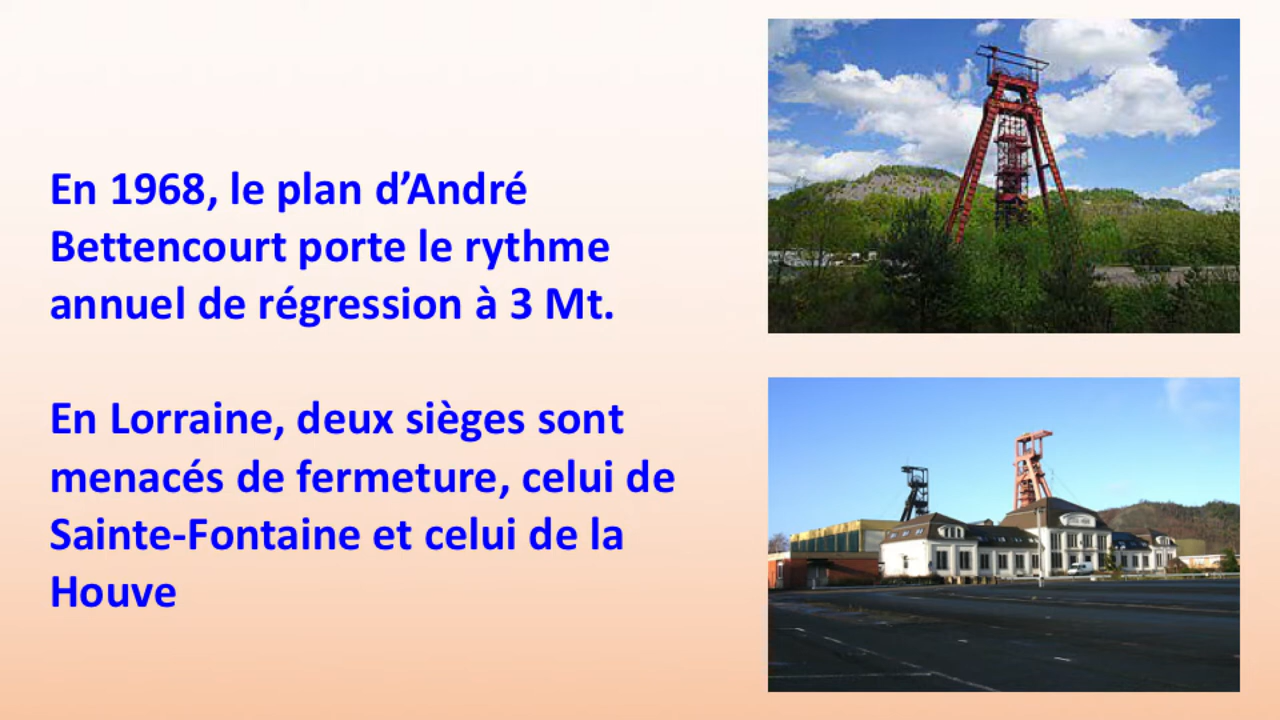 En 1968, le plan d’André
Bettencourt porte le rythme
annuel de régression à 3 Mt.
En Lorraine, deux sièges sont
menacés de fermeture, celui de
Sainte-Fontaine et celui de la
Houve